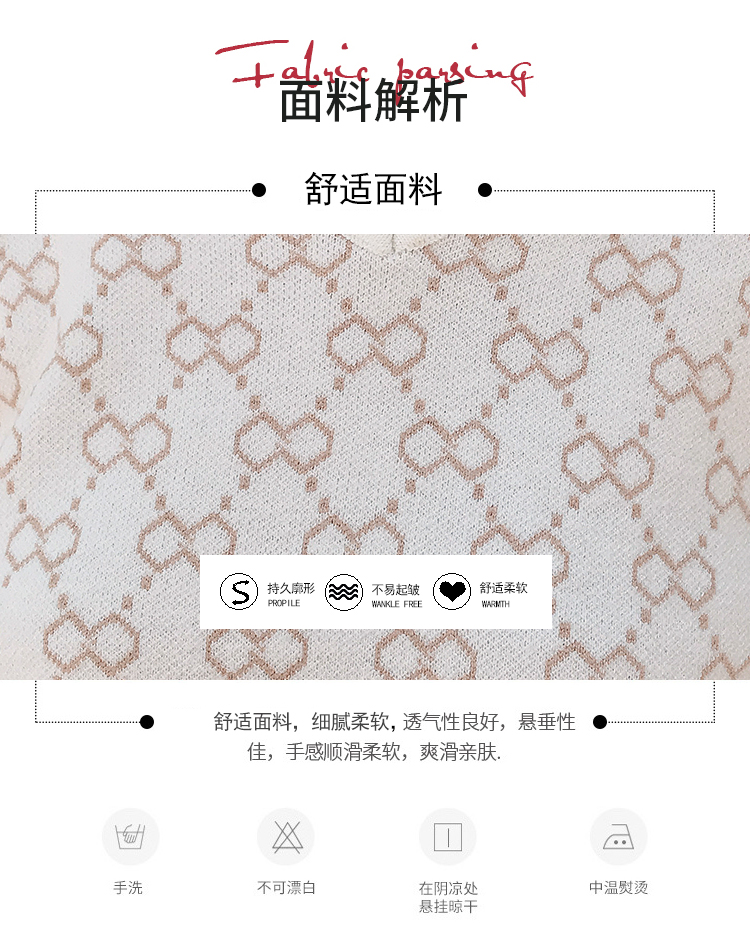 Fabric parsing
面料解析
舒适面料
持久廓形
PROPILE
不易起皱
WANKLE FREE
舒适柔软
WARMTH
舒适面料，细腻柔软，透气性良好，悬垂性
佳，手感顺滑柔软，爽滑亲肤.
手洗
不可漂白
在阴凉处
悬挂晾干
中温熨烫